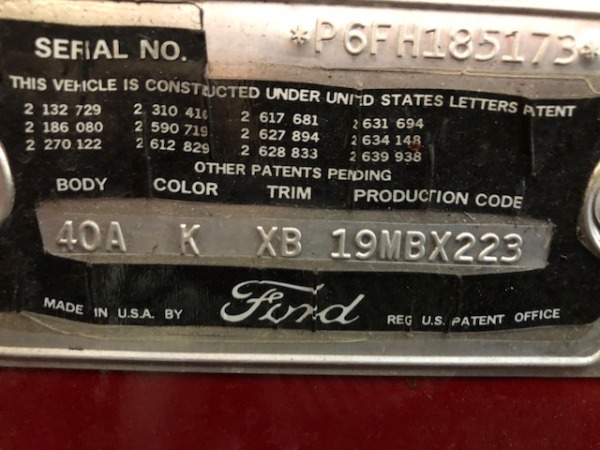 SERIAL NO. *P6FH185173*
THIS VEHICLE IS CONSTRUCTED UNDER UNITED STATES LETTERS PATENT
2 132 729 2 310 416 2 617 681 2 631 694
2 186 080 2 590 719 2 627 894 2 634 148
2 270 122 2 612 829 2 628 833 2 639 938
OTHER PATENTS PENDING
BODY COLOR TRIM PRODUCTION CODE
40A K XB 19MBX223
MADE IN U.S.A. BY Ford REG U.S. PATENT OFFICE